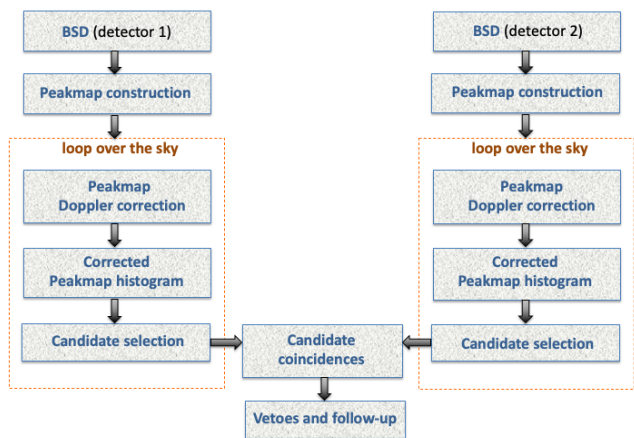 BSD (detector 1)
Peakmap construction
loop over the sky
Peakmap
Doppler correction
Corrected
Peakmap histogram
Candidate selection
BSD (detector 2)
Peakmap construction
loop over the sky
Peakmap
Doppler correction
Corrected
Peakmap histogram
Candidate selection
Candidate
coincidences
Vetoes and follow-up